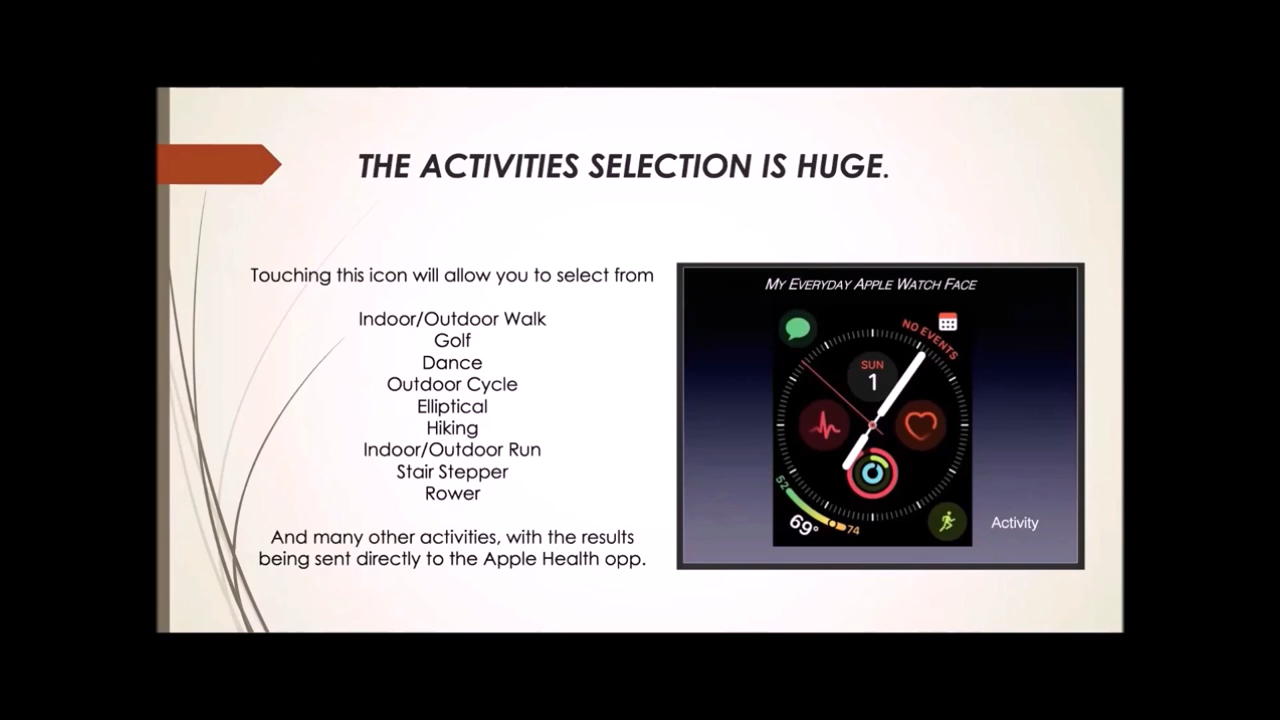 THE ACTIVITIES SELECTION IS HUGE.
Touching this icon will allow you to select from
Indoor/Outdoor Walk
Golf
Dance
Outdoor Cycle
Elliptical
Hiking
Indoor/Outdoor Run
Stair Stepper
Rower
And many other activities, with the results
being sent directly to the Apple Health opp.
MY EVERYDAY APPLE WATCH FACE
NO EVENTS
SUN
1
52
69°
74
Activity